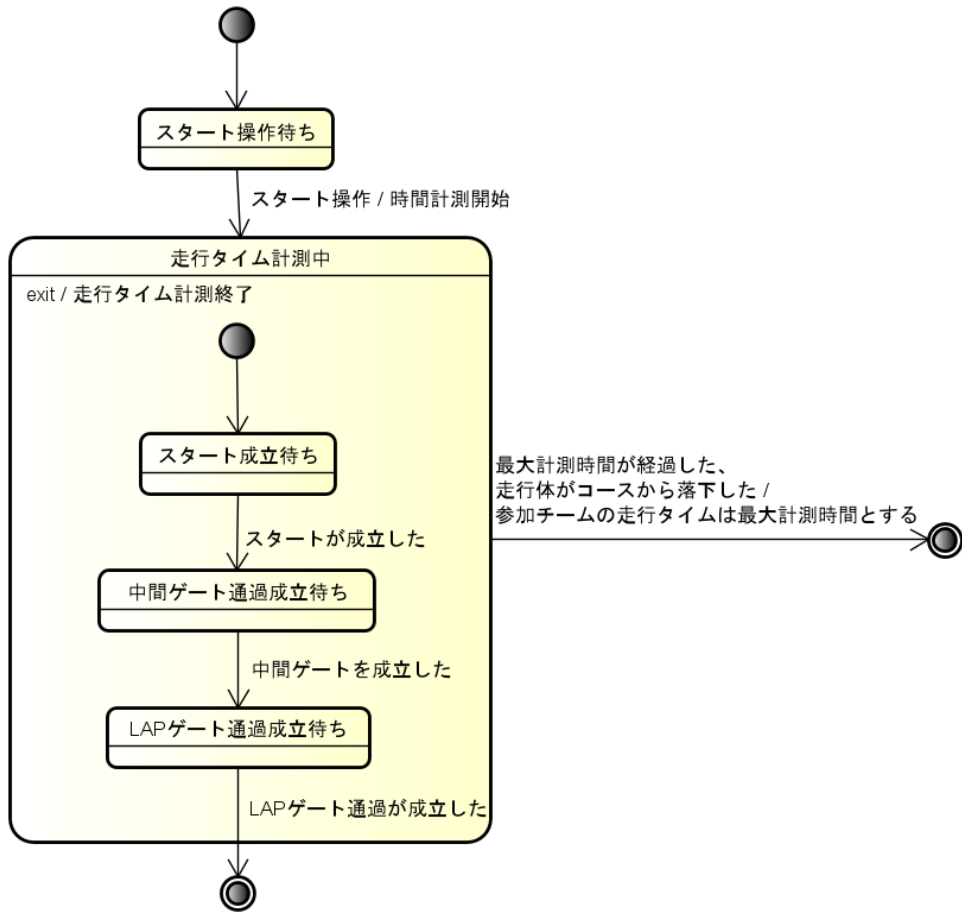 スタート操作待ち
スタート操作 / 時間計測開始
走行タイム計測中
exit / 走行タイム計測終了
スタート成立待ち
スタートが成立した
中間ゲート通過成立待ち
中間ゲートを成立した
LAPゲート通過成立待ち
LAPゲート通過が成立した
最大計測時間が経過した、
走行体がコースから落下した /
参加チームの走行タイムは最大計測時間とする